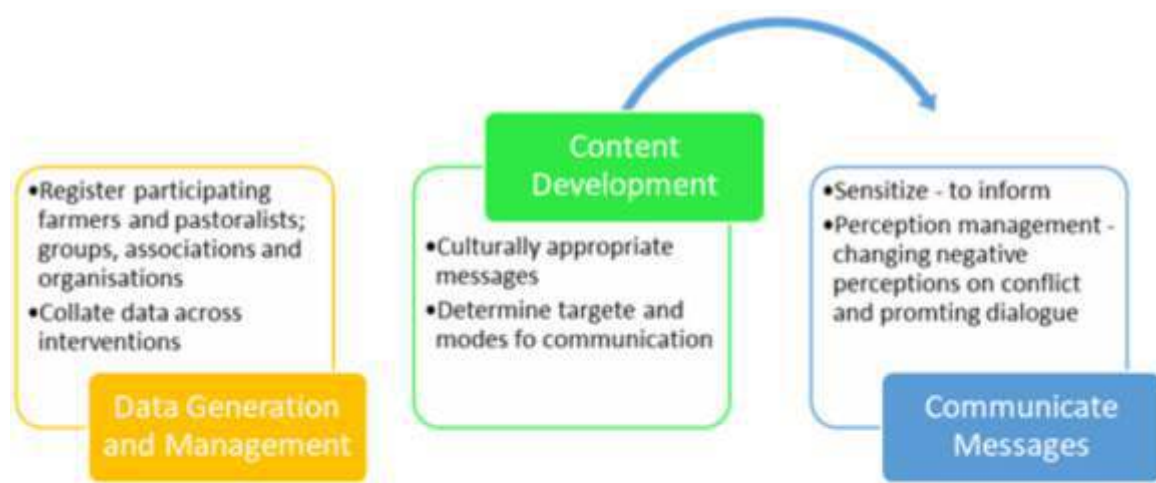 •Register participating
farmers and pastoralists;
groups, associations and
organisations
•Collate data across
interventions
Data Generation
and Management
Content
Development
•Culturally appropriate
messages
•Determine targete and
modes fo communication
•Sensitize - to inform
•Perception management -
changing negative
perceptions on conflict
and promting dialogue
Communicate
Messages